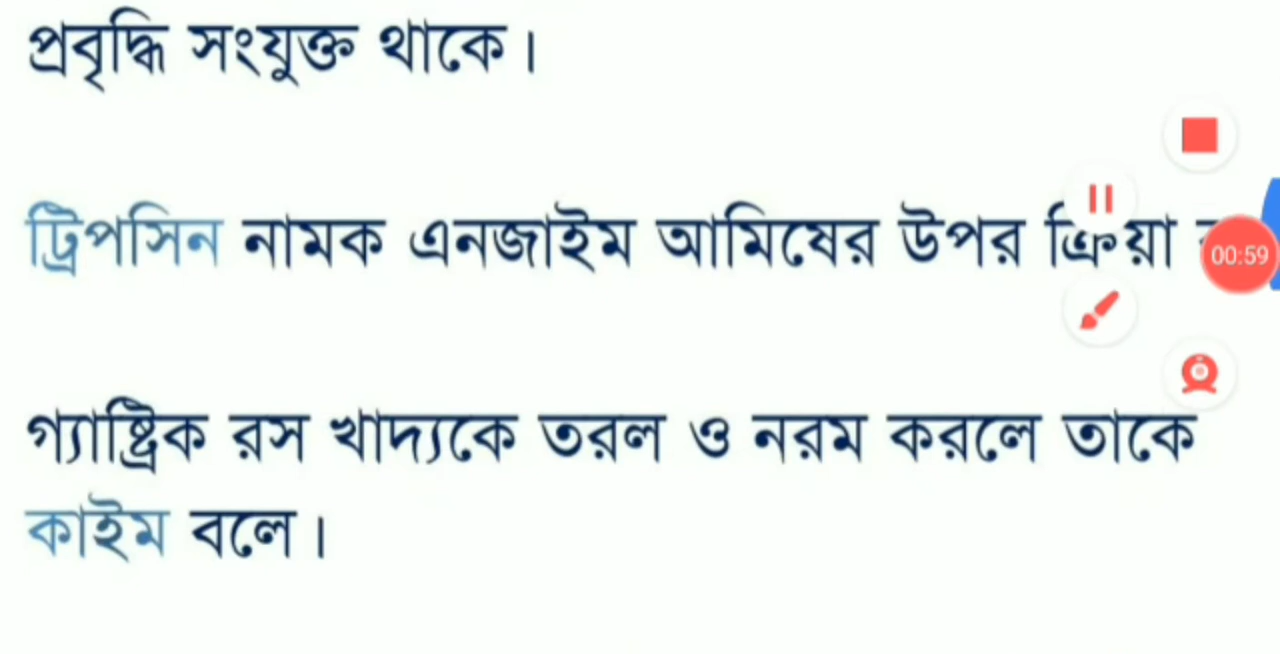 প্রবৃদ্ধি সংযুক্ত থাকে।
ট্রিপসিন নামক এনজাইম আমিষের উপর ক্রিয়া
00:59
গ্যাষ্ট্রিক রস খাদ্যকে তরল ও নরম করলে তাকে
কাইম বলে।